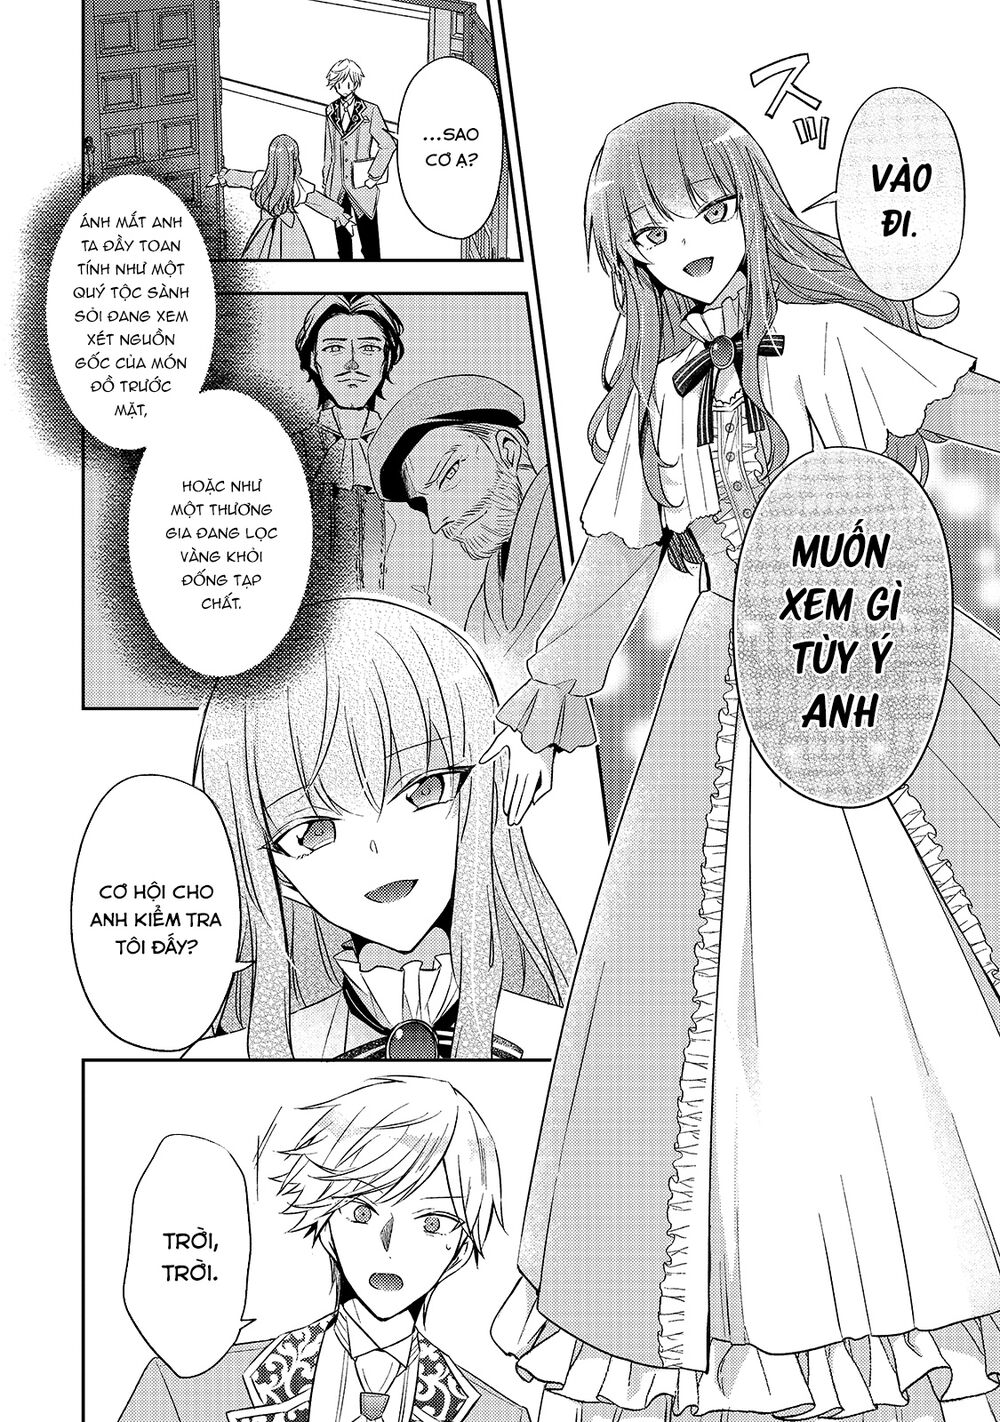 スッ
VÀO
ĐI.
MUỐN
XEM GÌ
TÙY Ý
ANH
...SAO
CƠ Ạ?
ÁNH MẮT ANH
TA ĐẦY TOAN
TÍNH NHƯ MỘT
QUÝ TỘC SÀNH
SỎI ĐANG XEM
XÉT NGUỒN
GỐC CỦA MÓN
ĐỒ TRƯỚC
MẶT,
HOẶC NHƯ
MỘT THƯƠNG
GIA ĐANG LỌC
VÀNG KHỎI
ĐỐNG TẠP
CHẤT.
CƠ HỘI CHO
ANH KIỂM TRA
TÔI ĐẤY?
TRỜI,
TRỜI.